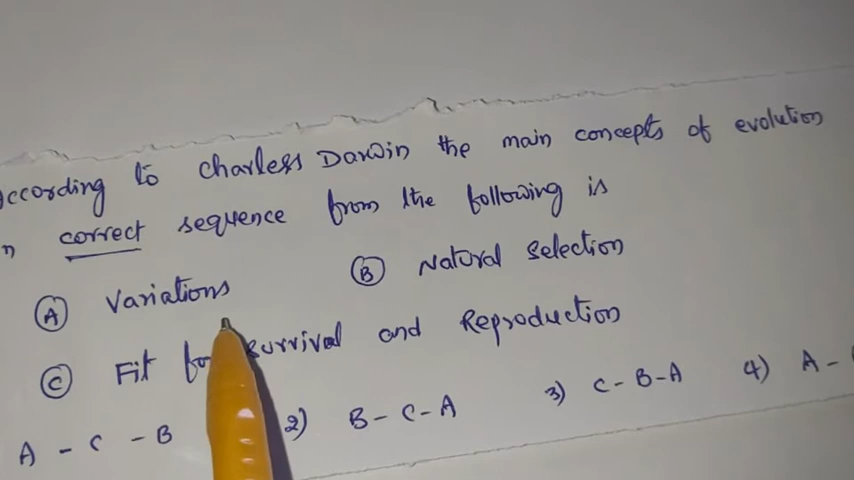 According to Charless Darwin the main concepts of evolution
correct sequence from the following is
(A) Variations (B) Natural Selection
(C) Fit for survival and Reproduction
A - C - B 2) B - C - A 3) C - B - A 4) A -